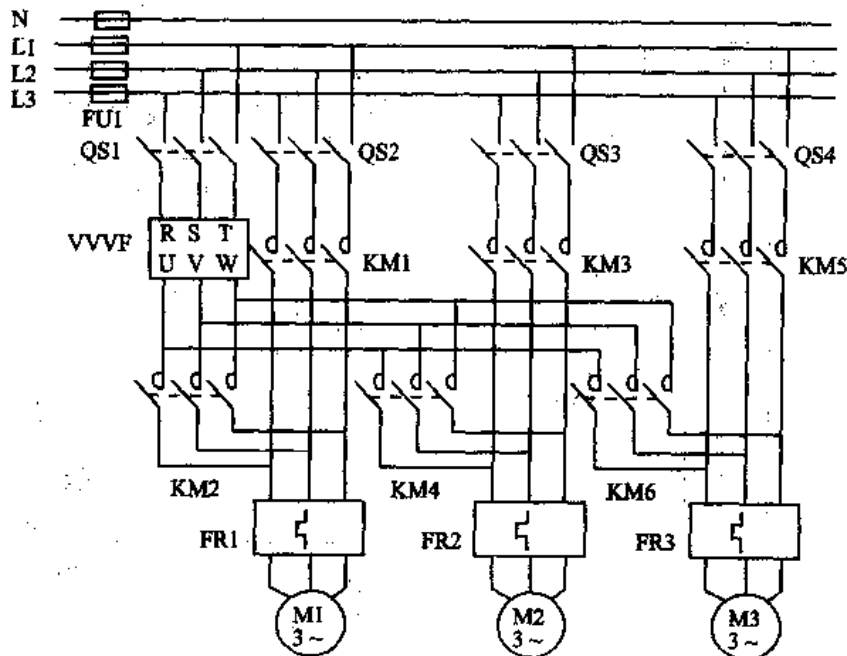 N
L1
L2
L3
FU1
QS1
QS2
QS3
QS4
VVVF
R S T
U V W
KM1
KM3
KM5
KM2
KM4
KM6
FR1
FR2
FR3
M1
3~
M2
3~
M3
3~